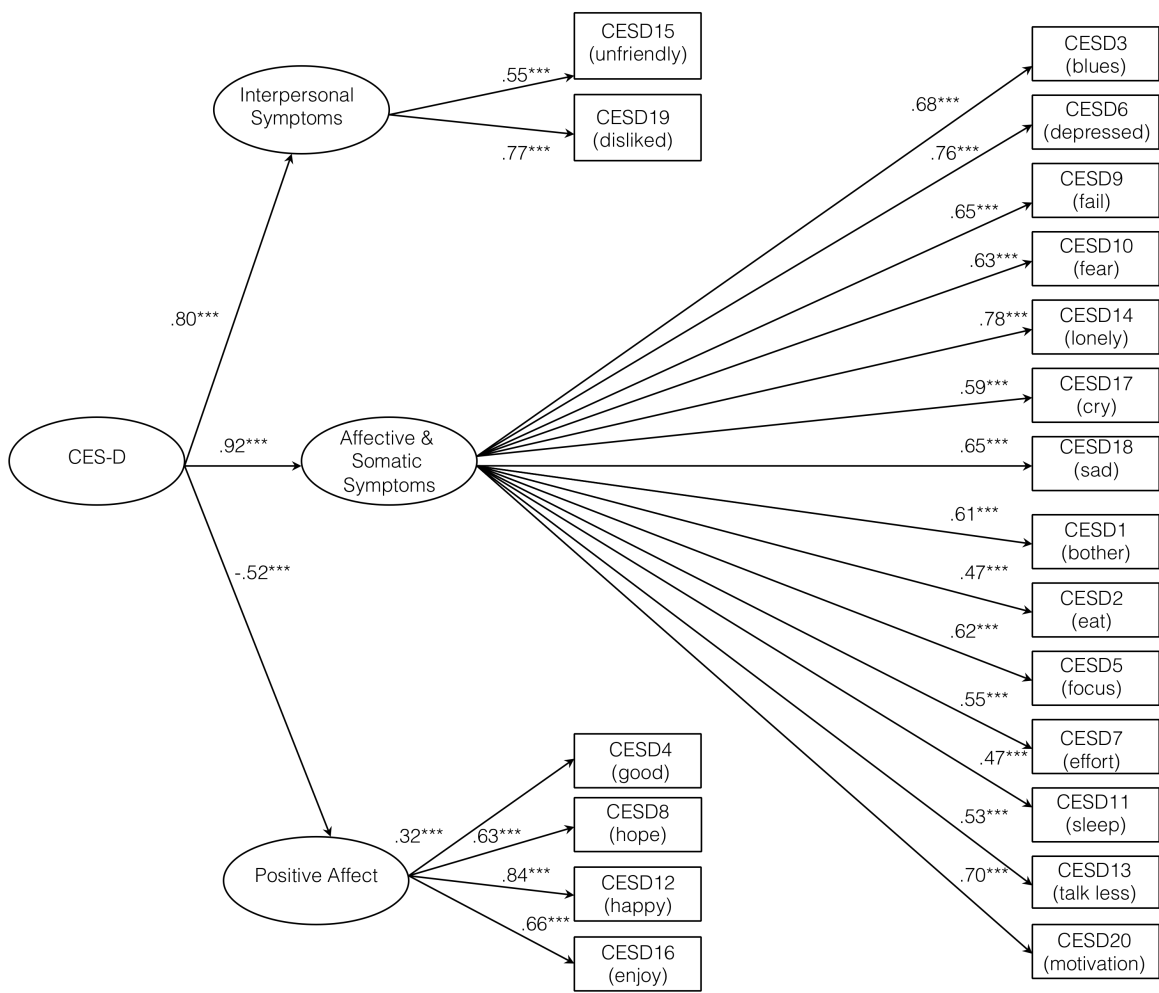 CESD15
(unfriendly)
.55***
Interpersonal
Symptoms
CESD19
(disliked)
.77***
.80***
CES-D
.92***
Affective &
Somatic
Symptoms
-.52***
Positive Affect
CESD4
(good)
.32***
CESD8
(hope)
.63***
CESD12
(happy)
.84***
CESD16
(enjoy)
.66***
CESD3
(blues)
.68***
CESD6
(depressed)
.76***
CESD9
(fail)
.65***
CESD10
(fear)
.63***
CESD14
(lonely)
.78***
CESD17
(cry)
.59***
CESD18
(sad)
.65***
CESD1
(bother)
.61***
CESD2
(eat)
.47***
CESD5
(focus)
.62***
CESD7
(effort)
.55***
CESD11
(sleep)
.47***
CESD13
(talk less)
.53***
CESD20
(motivation)
.70***